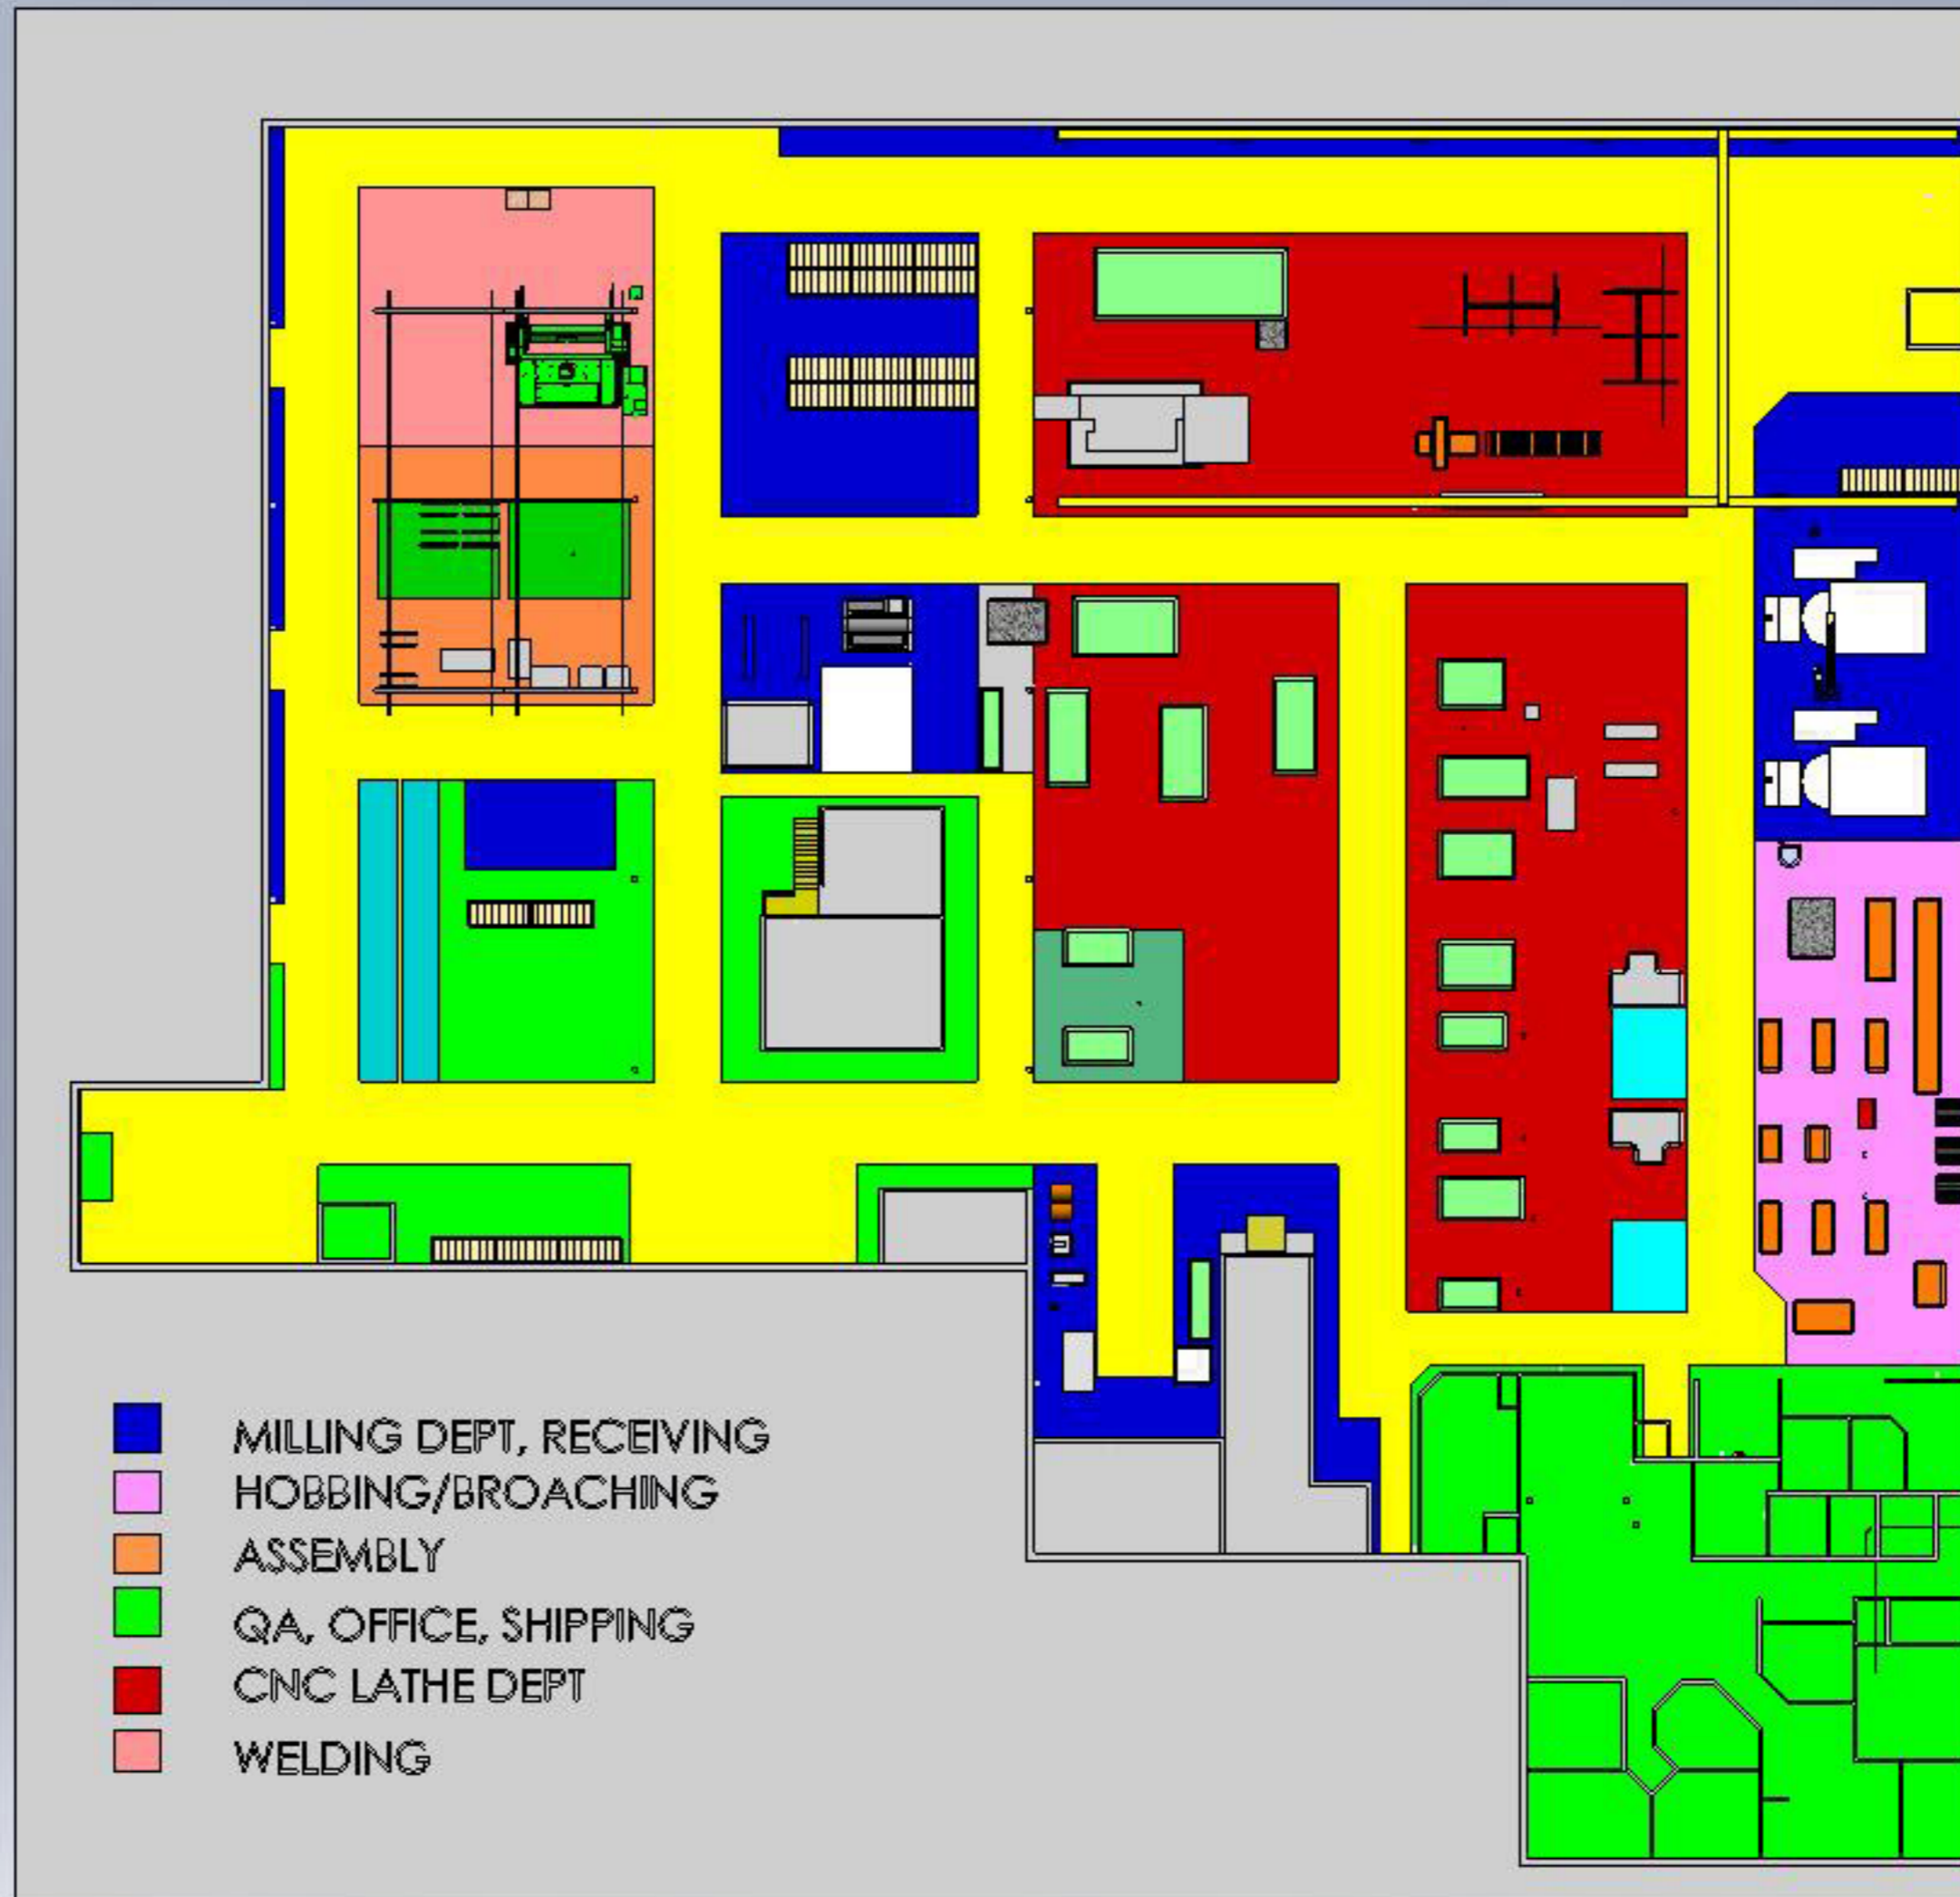 MILLING DEPT, RECEIVING
HOBBING/BROACHING
ASSEMBLY
QA, OFFICE, SHIPPING
CNC LATHE DEPT
WELDING